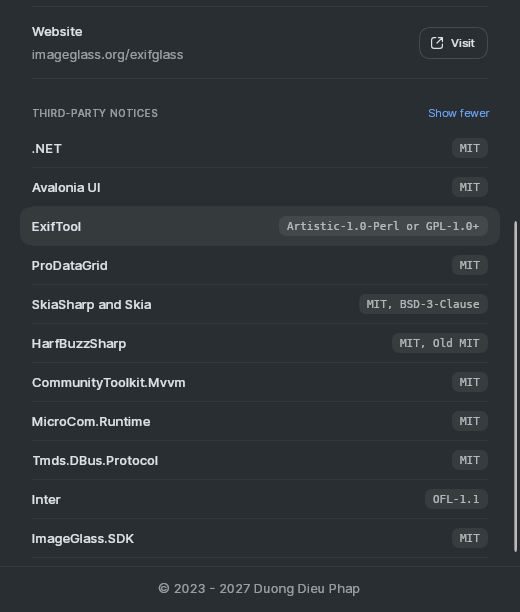 Website
imageglass.org/exifglass
Visit
THIRD-PARTY NOTICES Show fewer
.NET MIT
Avalonia UI MIT
ExifTool Artistic-1.0-Perl or GPL-1.0+
ProDataGrid MIT
SkiaSharp and Skia MIT, BSD-3-Clause
HarfBuzzSharp MIT, Old MIT
CommunityToolkit.Mvvm MIT
MicroCom.Runtime MIT
Tmds.DBus.Protocol MIT
Inter OFL-1.1
ImageGlass.SDK MIT
© 2023 - 2027 Duong Dieu Phap